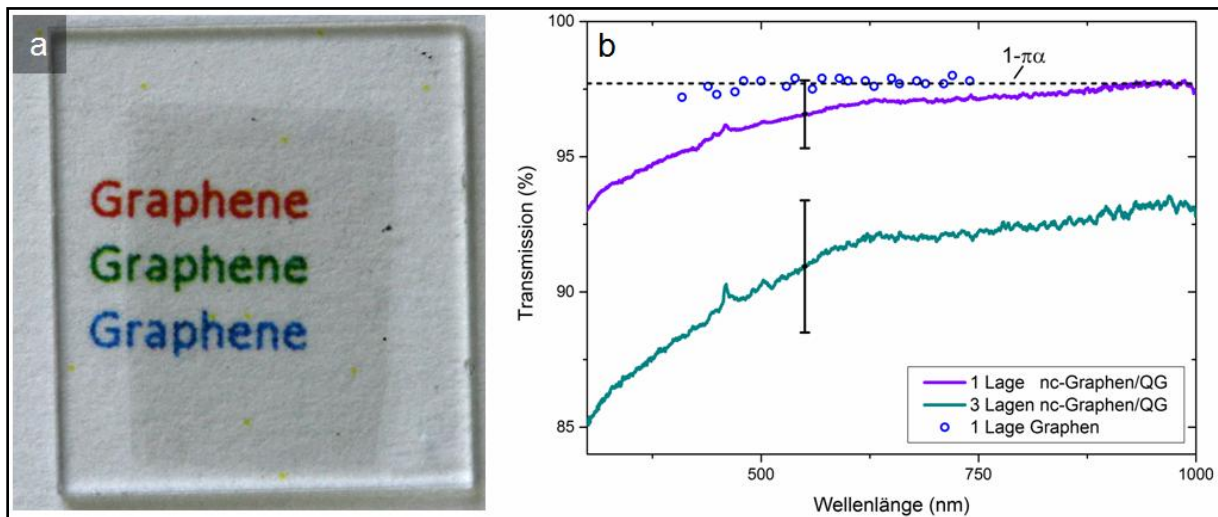 a
Graphene
Graphene
Graphene
b
100
95
90
85
Transmission (%)
1-πα
1 Lage nc-Graphen/QG
3 Lagen nc-Graphen/QG
1 Lage Graphen
500
750
1000
Wellenlänge (nm)